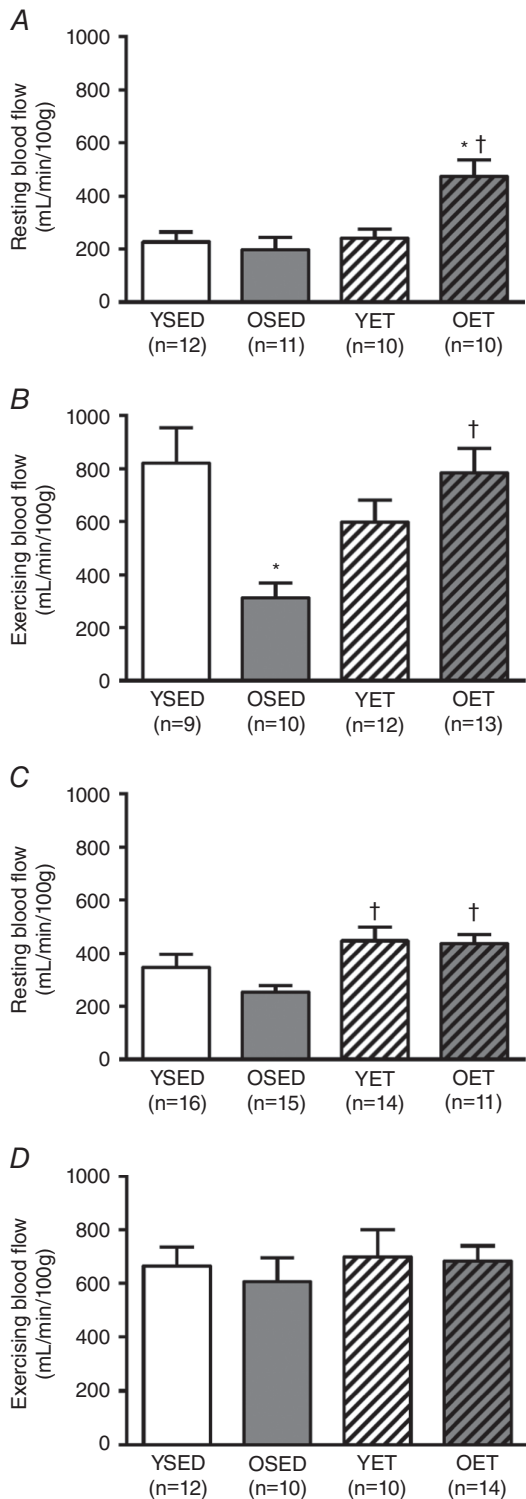 A
Resting blood flow
(mL/min/100g)
1000
800
600
400
200
0
* †
YSED
(n=12)
OSED
(n=11)
YET
(n=10)
OET
(n=10)
B
Exercising blood flow
(mL/min/100g)
1000
800
600
400
200
0
*
†
YSED
(n=9)
OSED
(n=10)
YET
(n=12)
OET
(n=13)
C
Resting blood flow
(mL/min/100g)
1000
800
600
400
200
0
†
†
YSED
(n=16)
OSED
(n=15)
YET
(n=14)
OET
(n=11)
D
Exercising blood flow
(mL/min/100g)
1000
800
600
400
200
0
YSED
(n=12)
OSED
(n=10)
YET
(n=10)
OET
(n=14)